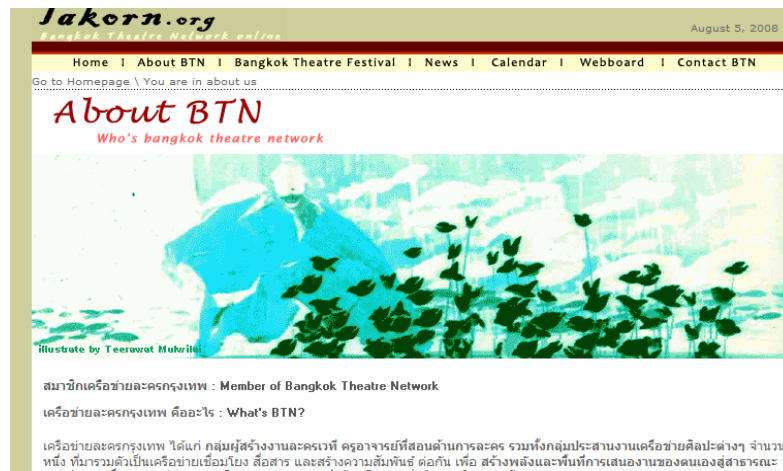 Lakorn.org
Bangkok Theatre Network online
August 5, 2008
Home I About BTN I Bangkok Theatre Festival I News I Calendar I Webboard I Contact BTN
Go to Homepage \ You are in about us
About BTN
Who's bangkok theatre network
illustrate by Teerawat Mulwilai
สมาชิกเครือข่ายละครกรุงเทพ : Member of Bangkok Theatre Network
เครือข่ายละครกรุงเทพ คืออะไร : What's BTN?
เครือข่ายละครกรุงเทพ ได้แก่ กลุ่มผู้สร้างงานละครเวที ครูอาจารย์ที่สอนด้านการละคร รวมทั้งกลุ่มประสานงานเครือข่ายศิลปะต่างๆ จำนวน
หนึ่ง ที่มารวมตัวเป็นเครือข่ายเชื่อมโยง สื่อสาร และสร้างความสัมพันธ์ ต่อกัน เพื่อ สร้างพลังและพื้นที่การเสนองานของตนเองสู่สาธารณะ